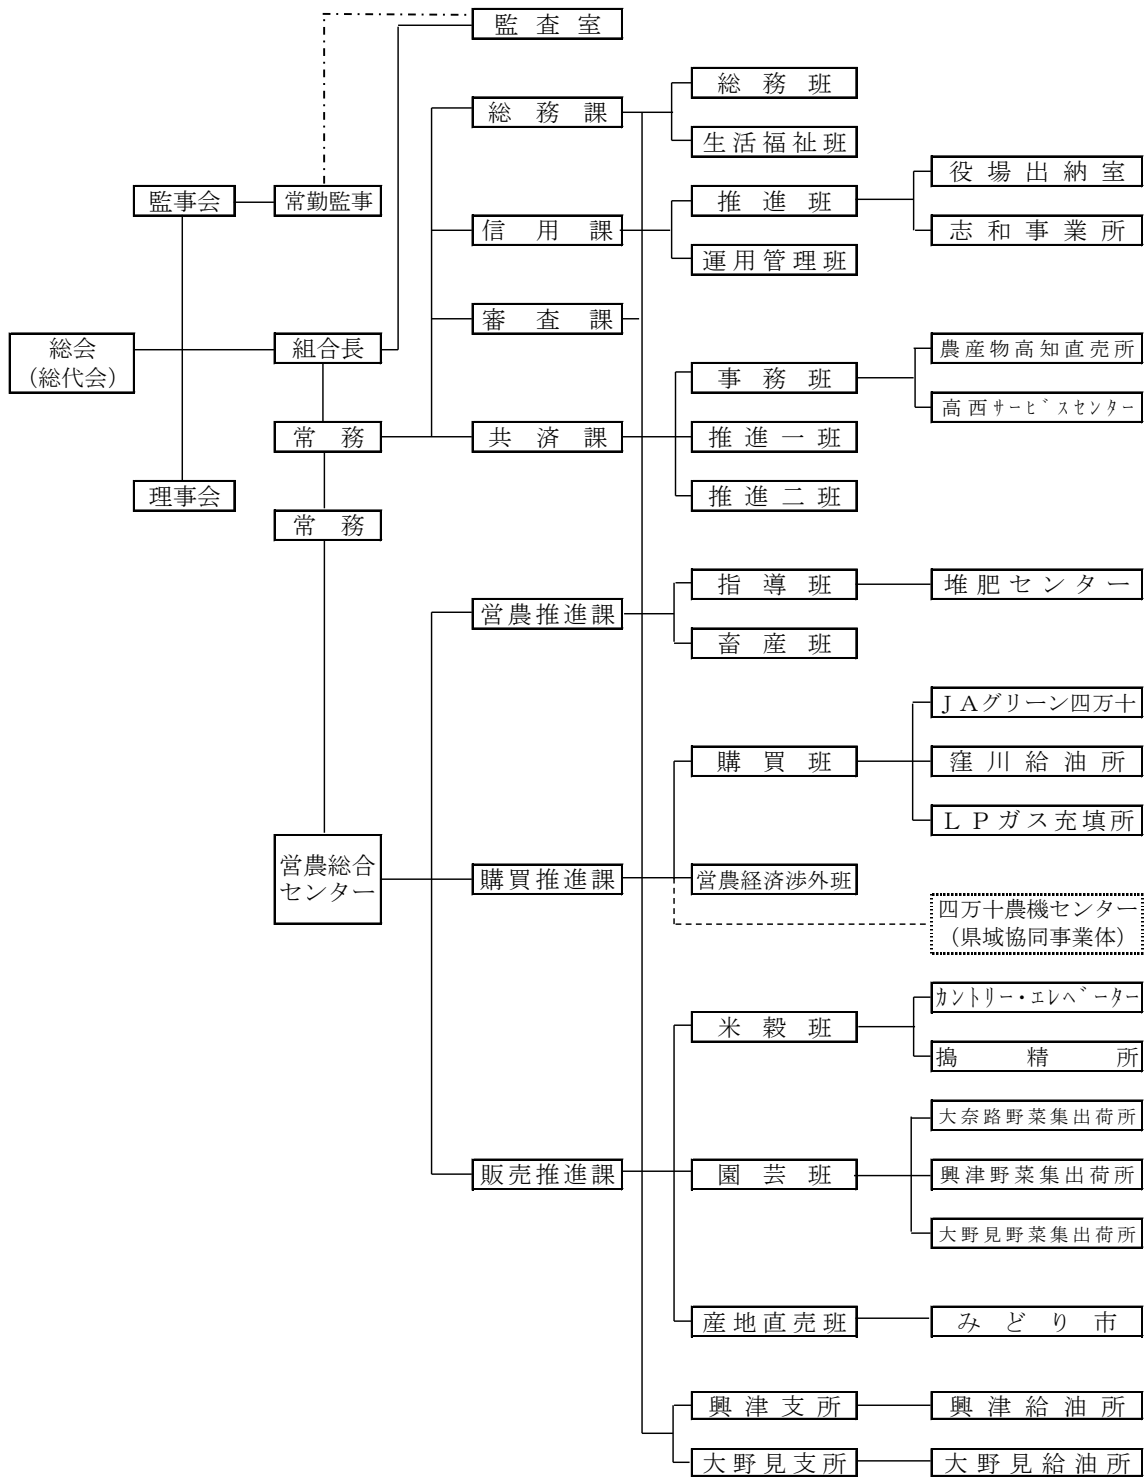 監査室
総務班
総務課
生活福祉班
役場出納室
監事会
常勤監事
推進班
信用課
志和事業所
運用管理班
審査課
総会
（総代会）
組合長
農産物高知直売所
事務班
高西サービスセンター
常務
共済課
推進一班
理事会
推進二班
常務
指導班
堆肥センター
営農推進課
畜産班
ＪＡグリーン四万十
購買班
窪川給油所
ＬＰガス充填所
営農総合
センター
購買推進課
営農経済渉外班
四万十農機センター
（県域協同事業体）
カントリー・エレベーター
米穀班
搗精所
大奈路野菜集出荷所
販売推進課
園芸班
興津野菜集出荷所
大野見野菜集出荷所
産地直売班
みどり市
興津支所
興津給油所
大野見支所
大野見給油所